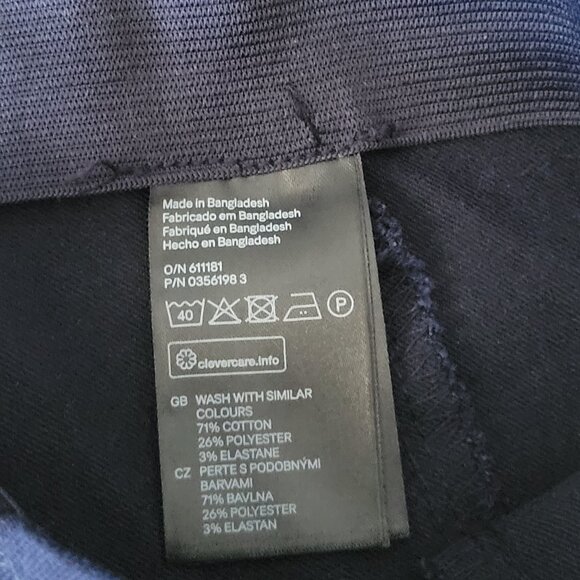 Made in Bangladesh
Fabricado em Bangladesh
Fabriqué en Bangladesh
Hecho en Bangladesh
O/N 611181
P/N 0356198 3
40 P
clevercare.info
GB WASH WITH SIMILAR
COLOURS
71% COTTON
26% POLYESTER
3% ELASTANE
CZ PERTE S PODOBNÝMI
BARVAMI
71% BAVLNA
26% POLYESTER
3% ELASTAN